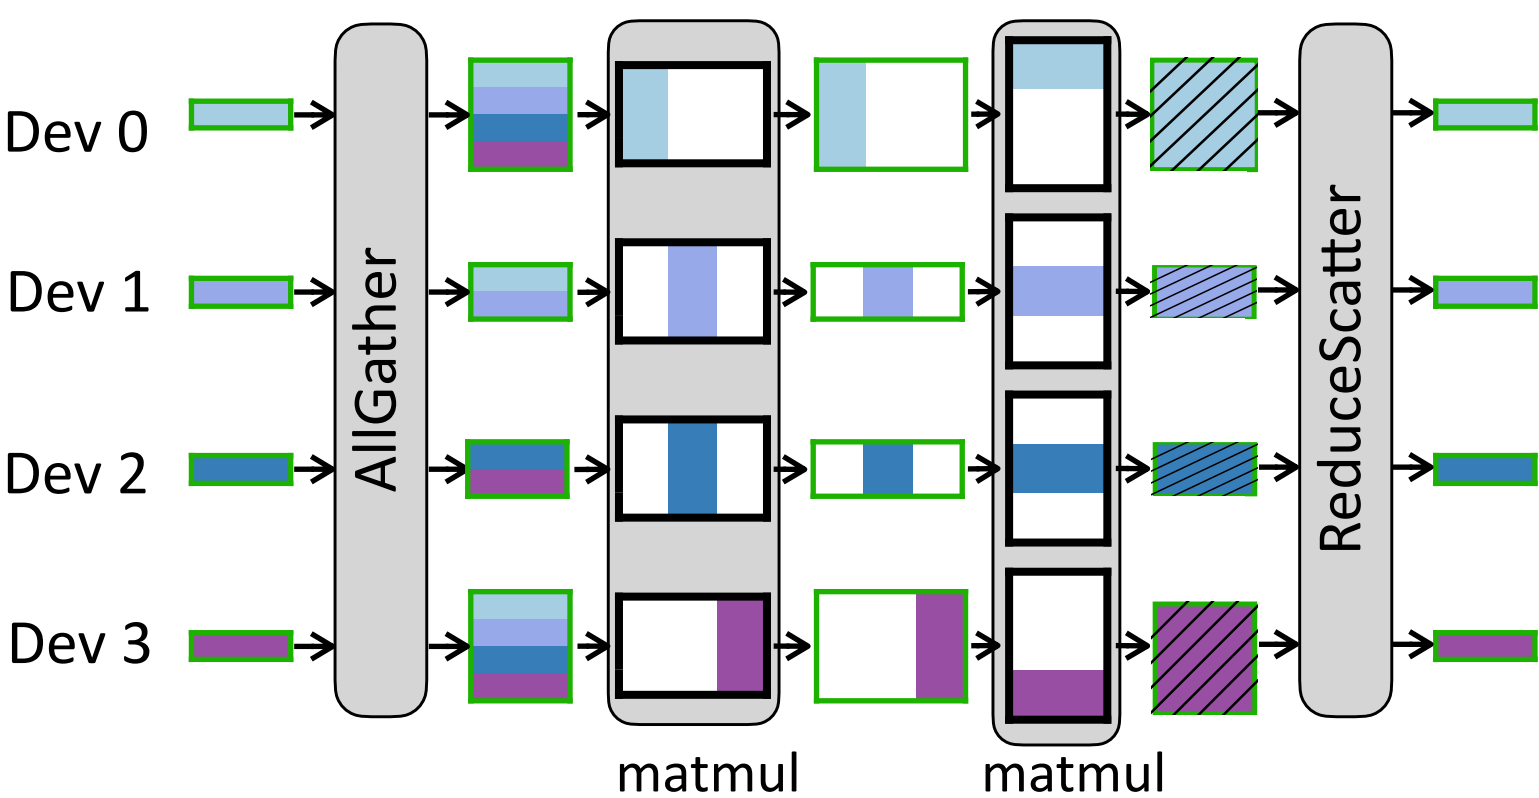 Dev 0
Dev 1
Dev 2
Dev 3
AllGather
matmul
matmul
ReduceScatter